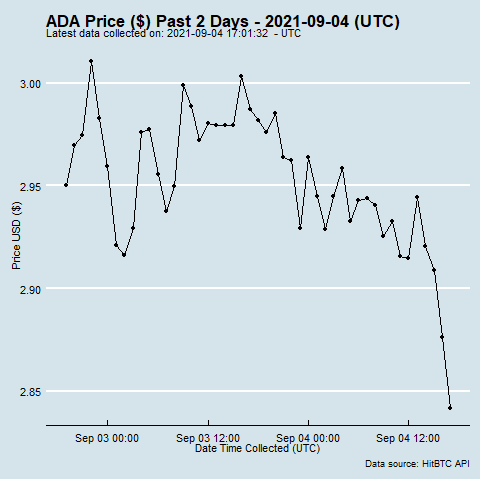 ADA Price ($) Past 2 Days - 2021-09-04 (UTC)
Latest data collected on: 2021-09-04 17:01:32 - UTC
Price USD ($)
3.00
2.95
2.90
2.85
Sep 03 00:00 Sep 03 12:00 Sep 04 00:00 Sep 04 12:00
Date Time Collected (UTC)
Data source: HitBTC API